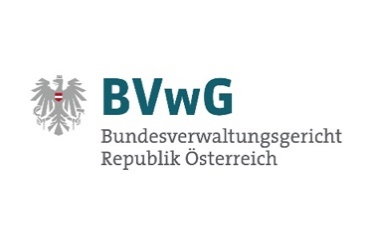 BVwG
Bundesverwaltungsgericht
Republik Österreich